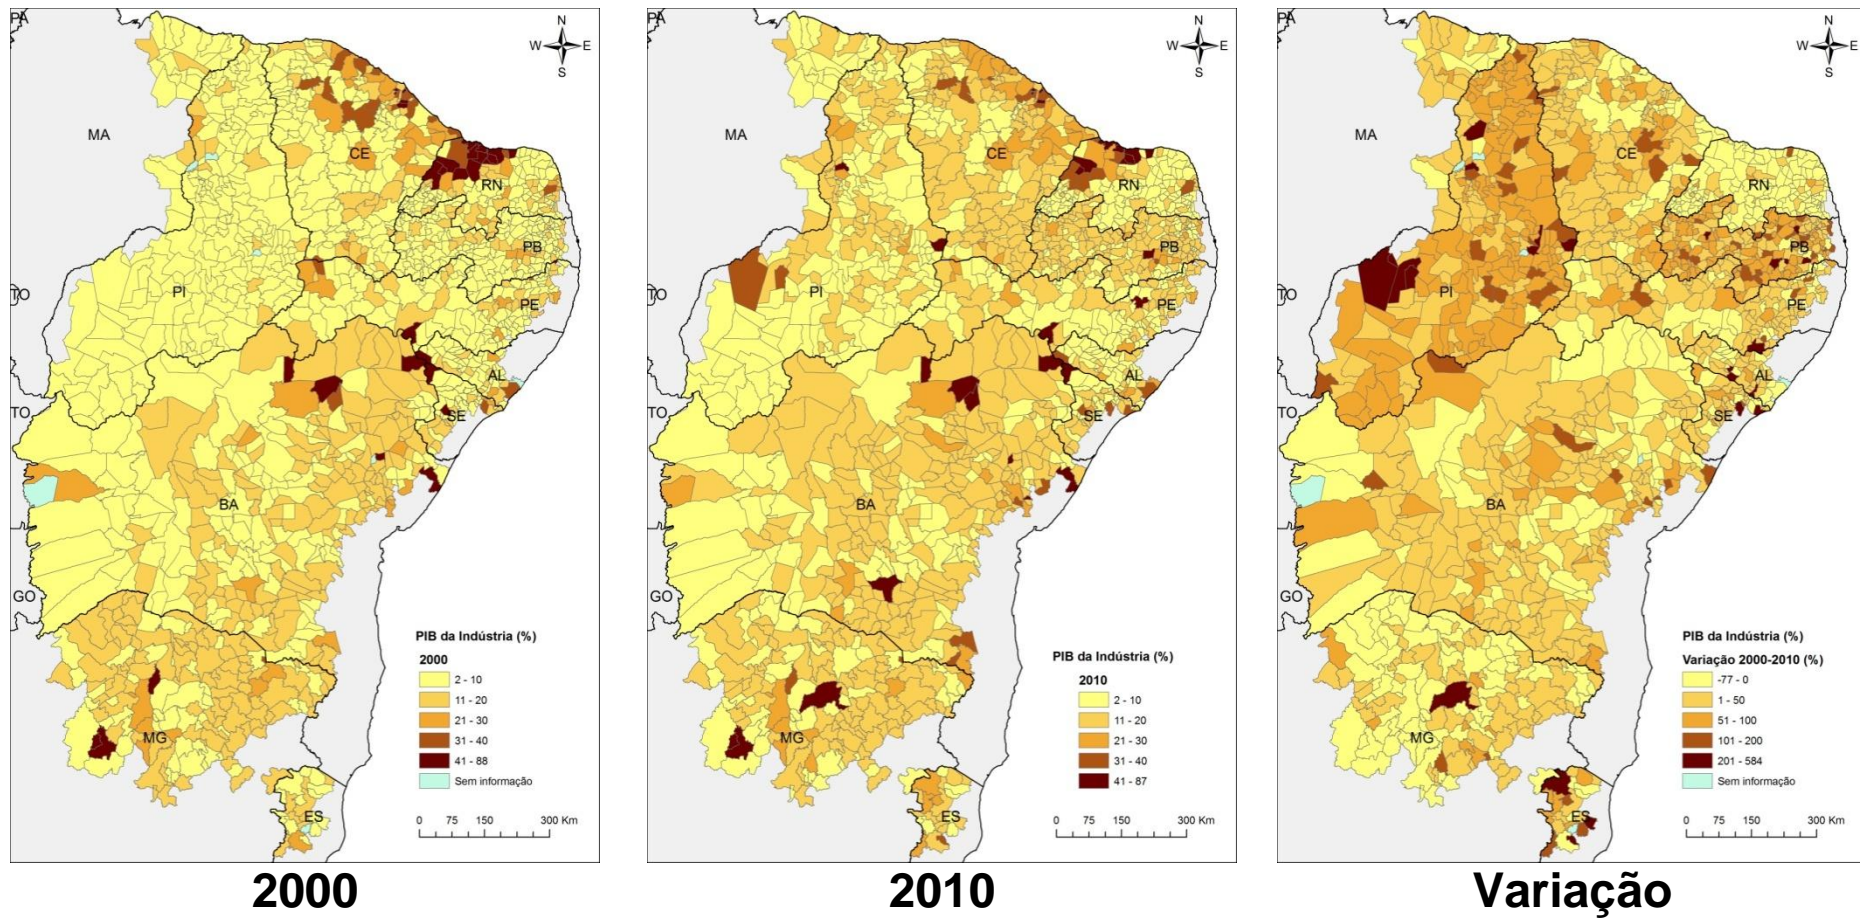 PA
N
W E
S
MA
CE
RN
PB
PI
PE
TO
AL
SE
TO
BA
GO
MG
ES
PIB da Indústria (%)
2000
2 - 10
11 - 20
21 - 30
31 - 40
41 - 88
Sem informação
0 75 150 300 Km
2000
PA
N
W E
S
MA
CE
RN
PB
PI
PE
TO
AL
SE
TO
BA
GO
MG
ES
PIB da Indústria (%)
2010
2 - 10
11 - 20
21 - 30
31 - 40
41 - 87
0 75 150 300 Km
2010
PA
N
W E
S
MA
CE
RN
PB
PI
PE
TO
AL
SE
TO
BA
GO
MG
ES
PIB da Indústria (%)
Variação 2000-2010 (%)
-77 - 0
1 - 50
51 - 100
101 - 200
201 - 584
Sem informação
0 75 150 300 Km
Variação